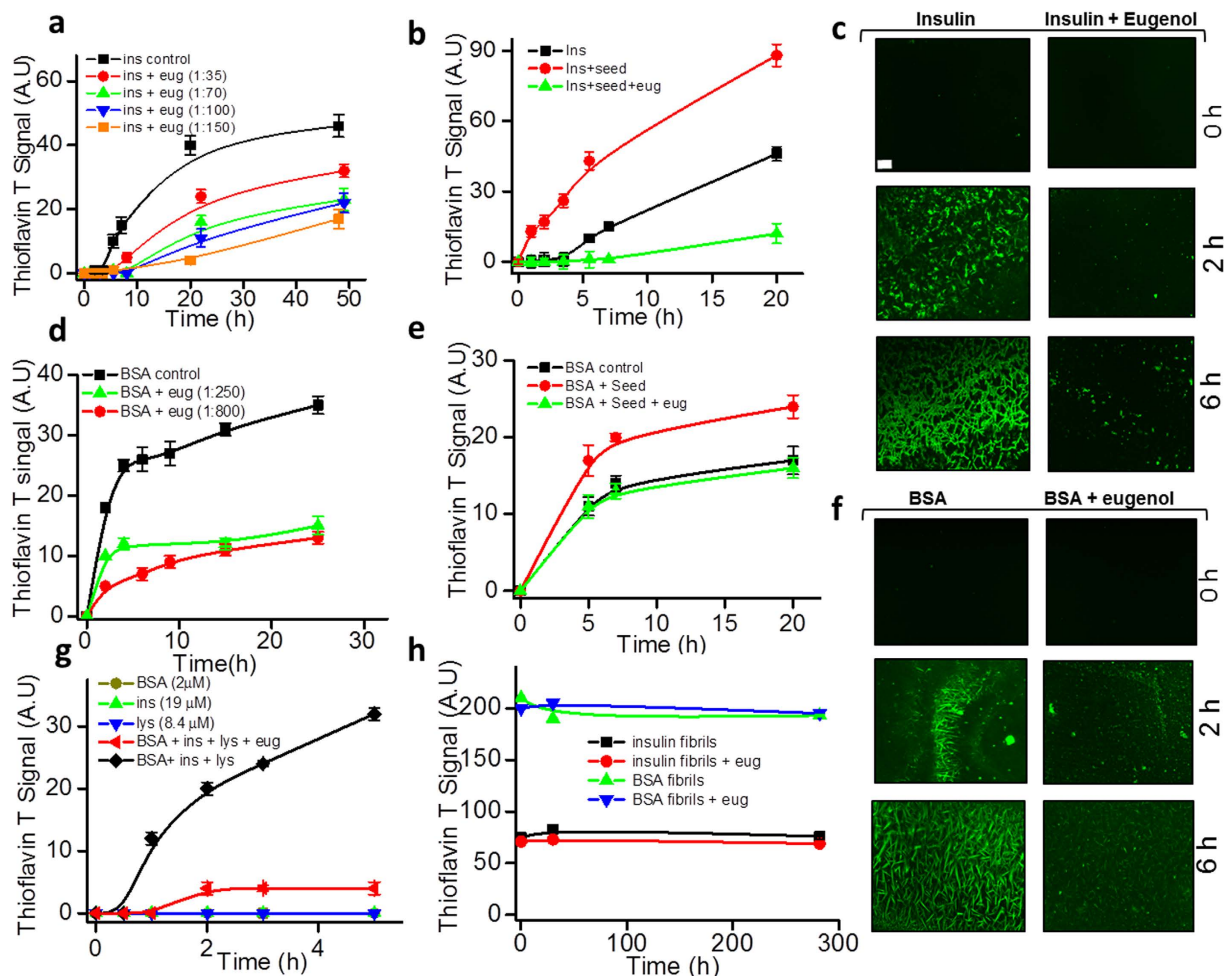 a
Thioflavin T Signal (A.U)
60
40
20
0
ins control
ins + eug (1:35)
ins + eug (1:70)
ins + eug (1:100)
ins + eug (1:150)
0 10 20 30 40 50
Time (h)
b
Thioflavin T Signal (A.U)
90
60
30
0
Ins
Ins+seed
Ins+seed+eug
0 5 10 15 20
Time (h)
c
Insulin
Insulin + Eugenol
0 h
2 h
6 h
d
Thioflavin T singal (A.U)
40
30
20
10
0
BSA control
BSA + eug (1:250)
BSA + eug (1:800)
0 10 20 30
Time(h)
e
Thioflavin T Signal (A.U)
30
20
10
0
BSA control
BSA + Seed
BSA + Seed + eug
0 5 10 15 20
Time (h)
f
BSA
BSA + eugenol
0 h
2 h
6 h
g
Thioflavin T Signal (A.U)
30
20
10
0
BSA (2µM)
ins (19 µM)
lys (8.4 µM)
BSA + ins + lys + eug
BSA+ ins + lys
0 2 4
Time (h)
h
Thioflavin T Signal (A.U)
200
150
100
50
0
insulin fibrils
insulin fibrils + eug
BSA fibrils
BSA fibrils + eug
0 100 200 300
Time (h)